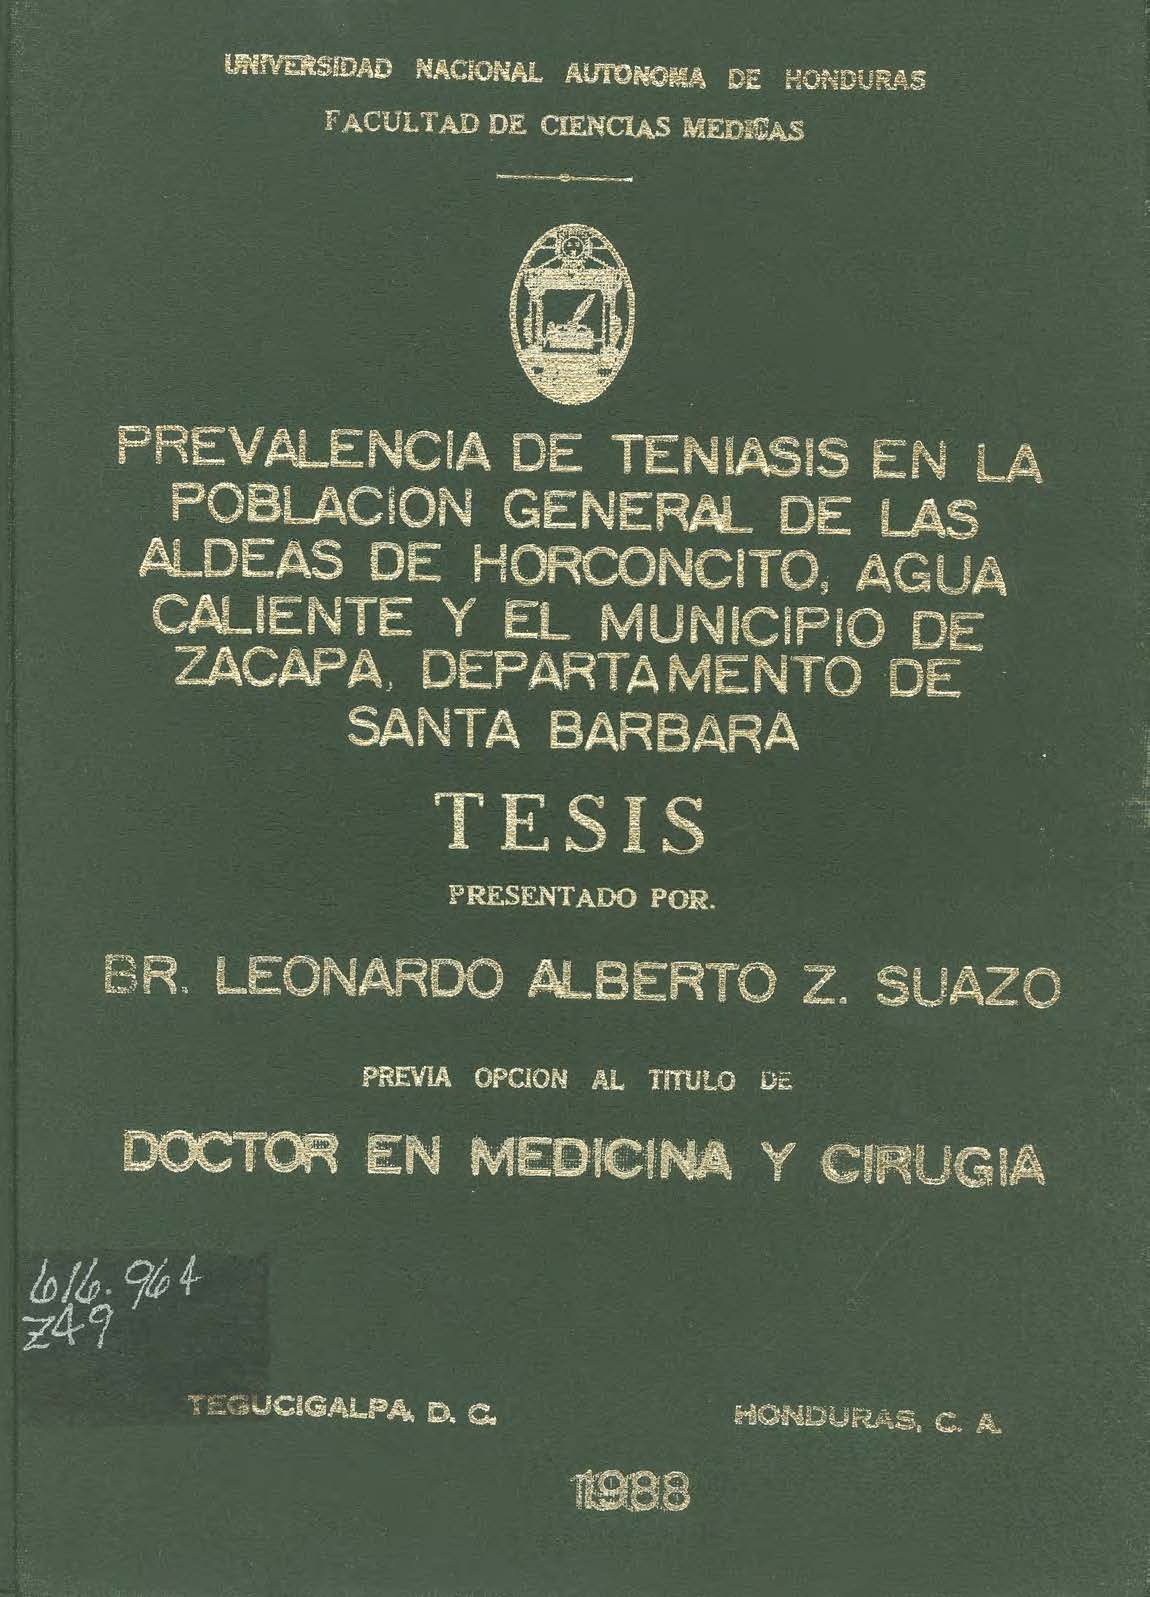 UNIVERSIDAD NACIONAL AUTONOMA DE HONDURAS
FACULTAD DE CIENCIAS MEDICAS
PREVALENCIA DE TENIASIS EN LA
POBLACION GENERAL DE LAS
ALDEAS DE HORCONCITO, AGUA
CALIENTE Y EL MUNICIPIO DE
ZACAPA, DEPARTAMENTO DE
SANTA BARBARA
TESIS
PRESENTADO POR.
BR. LEONARDO ALBERTO Z. SUAZO
PREVIA OPCION AL TITULO DE
DOCTOR EN MEDICINA Y CIRUGIA
616.964
Z49
TEGUCIGALPA, D. C. HONDURAS, C. A.
1988